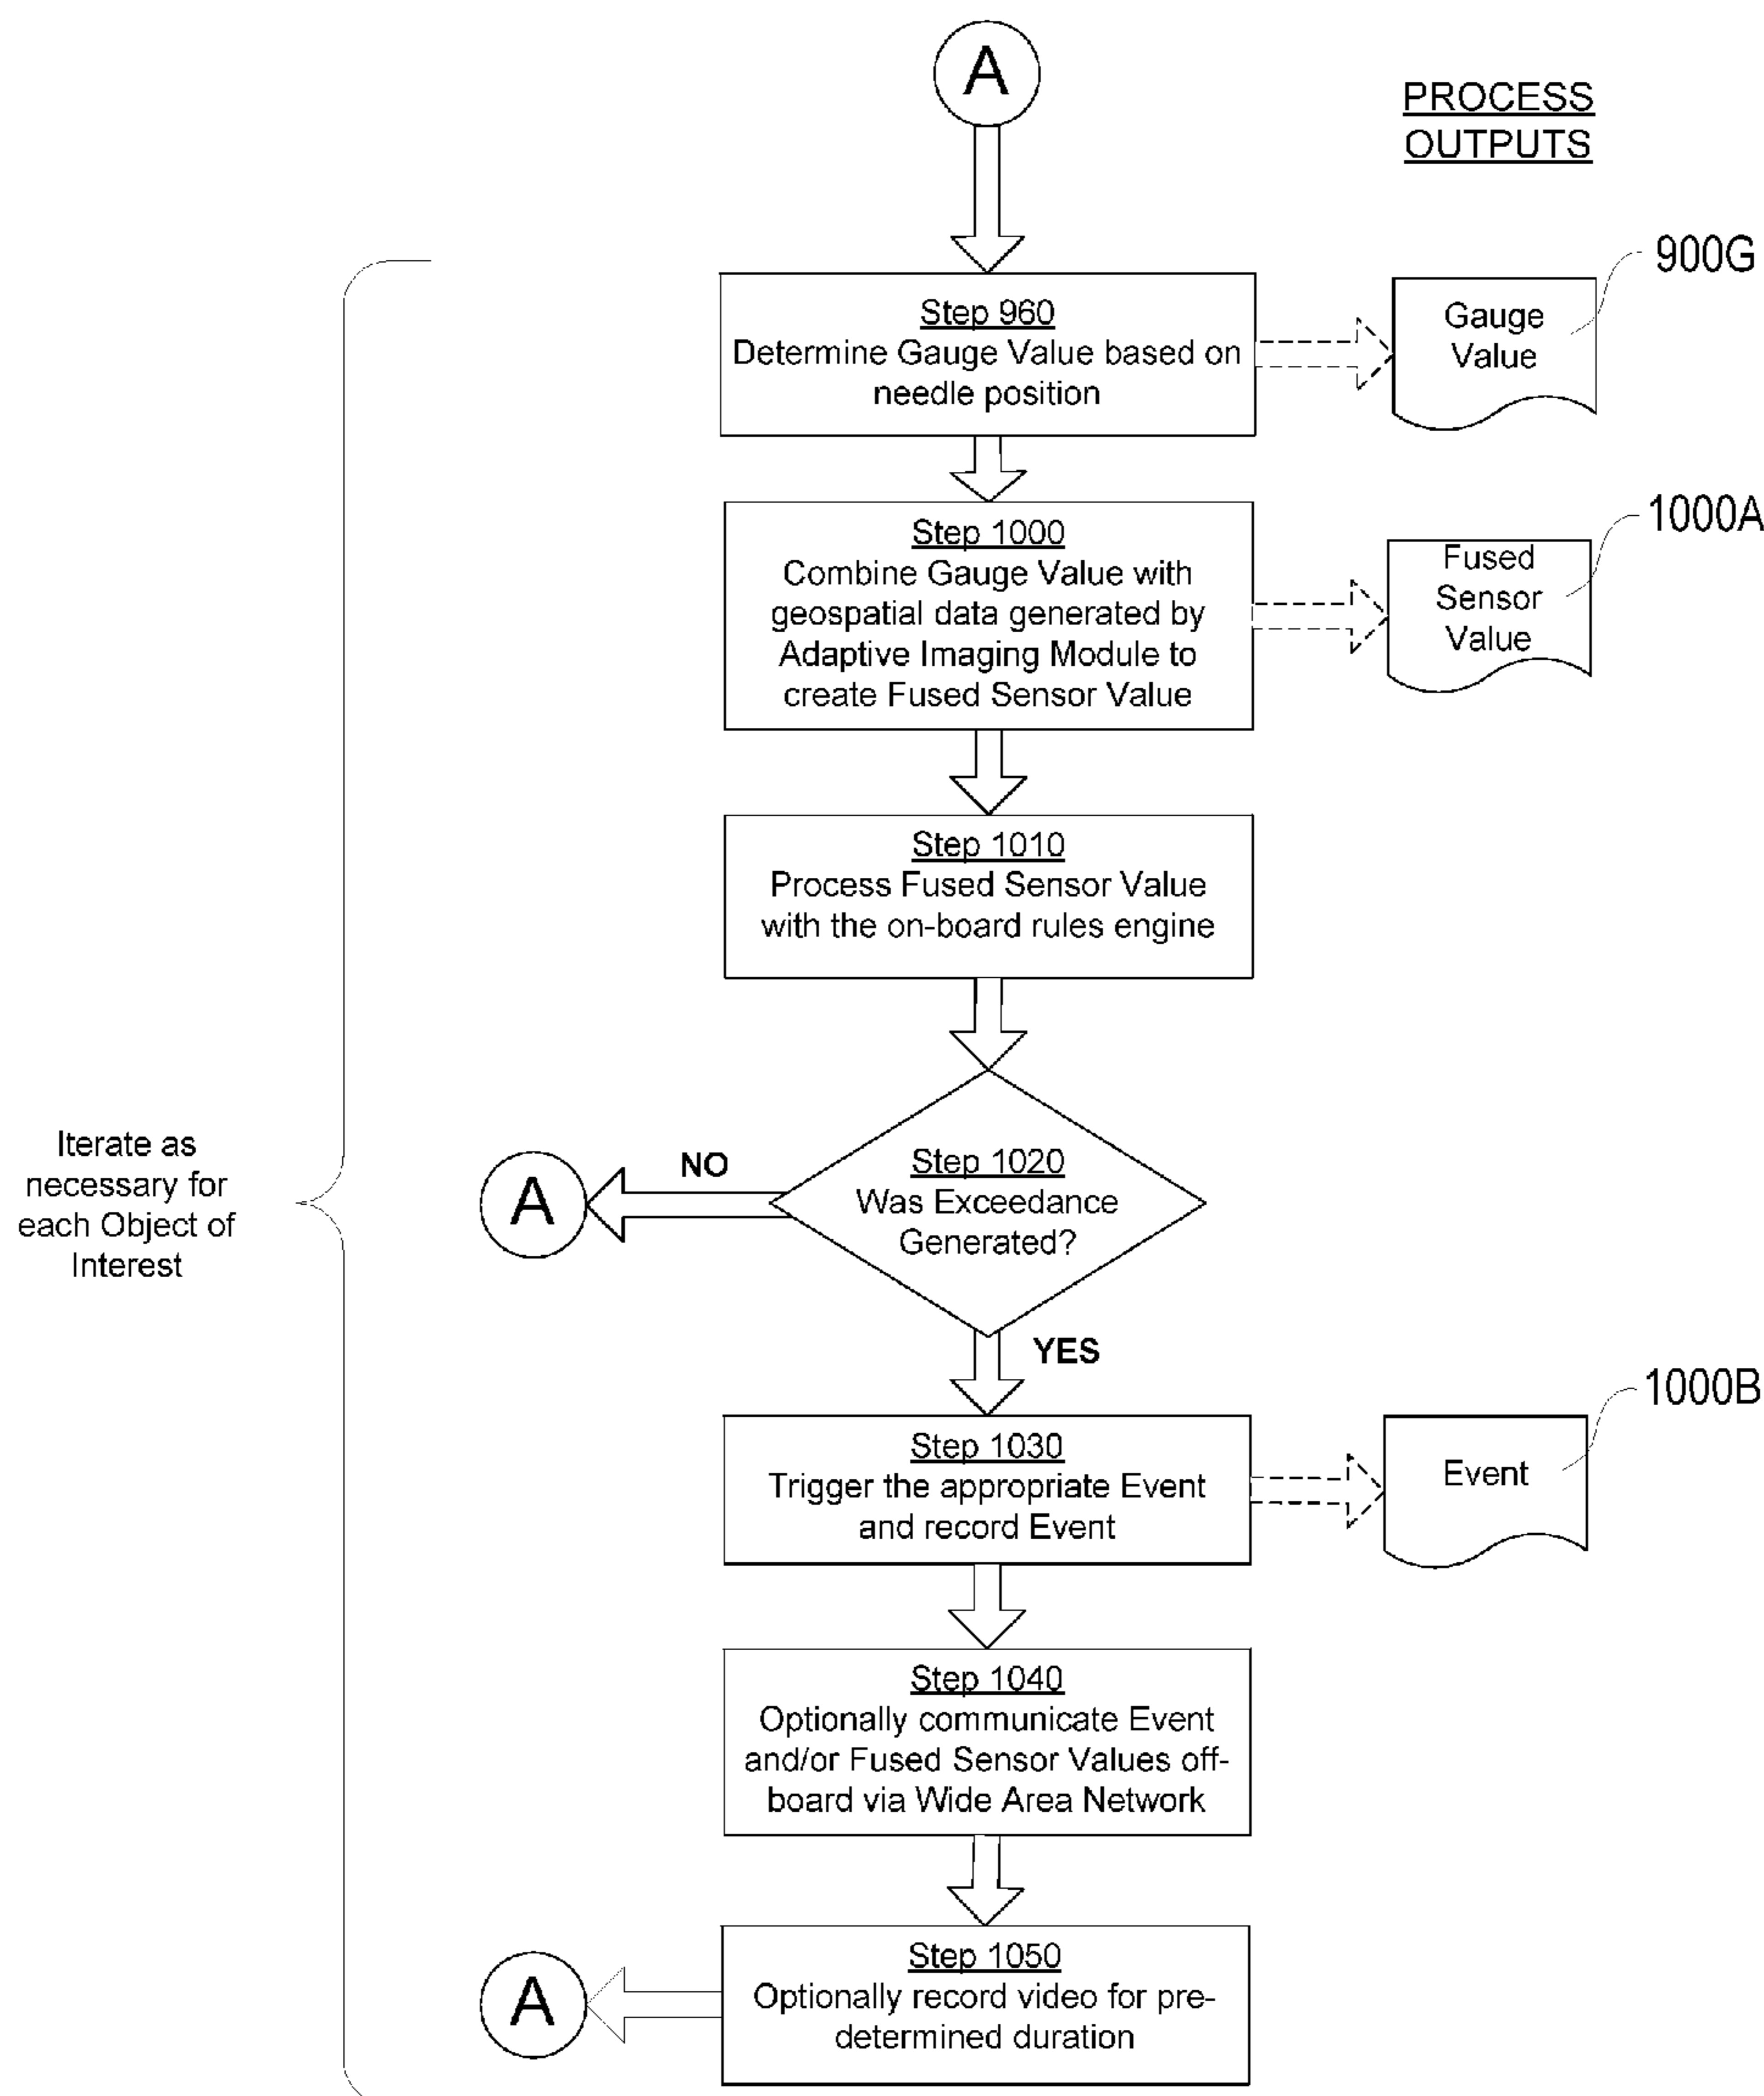 A
PROCESS
OUTPUTS
900G
Step 960
Determine Gauge Value based on
needle position
Gauge
Value
1000A
Step 1000
Combine Gauge Value with
geospatial data generated by
Adaptive Imaging Module to
create Fused Sensor Value
Fused
Sensor
Value
Step 1010
Process Fused Sensor Value
with the on-board rules engine
Iterate as
necessary for
each Object of
Interest
A
NO
Step 1020
Was Exceedance
Generated?
YES
1000B
Step 1030
Trigger the appropriate Event
and record Event
Event
Step 1040
Optionally communicate Event
and/or Fused Sensor Values off-
board via Wide Area Network
A
Step 1050
Optionally record video for pre-
determined duration